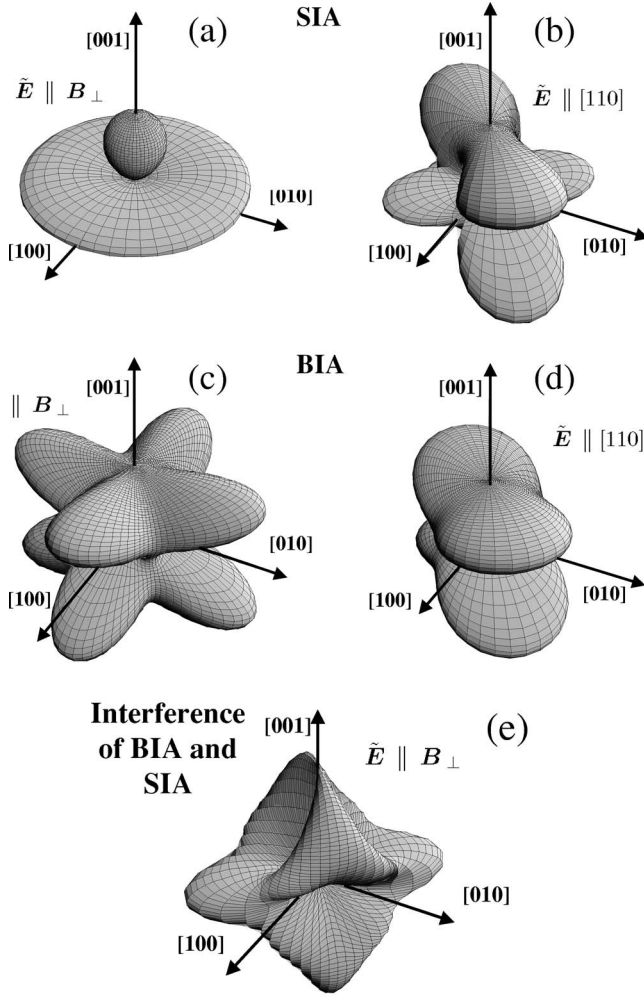 SIA
(a)
[001]
Ẽ ∥ B⊥
[010]
[100]
(b)
[001]
Ẽ ∥ [110]
[100]
[010]
BIA
(c)
[001]
∥ B⊥
[010]
[100]
(d)
[001]
Ẽ ∥ [110]
[100]
[010]
Interference
of BIA and
SIA
[001]
(e)
Ẽ ∥ B⊥
[010]
[100]